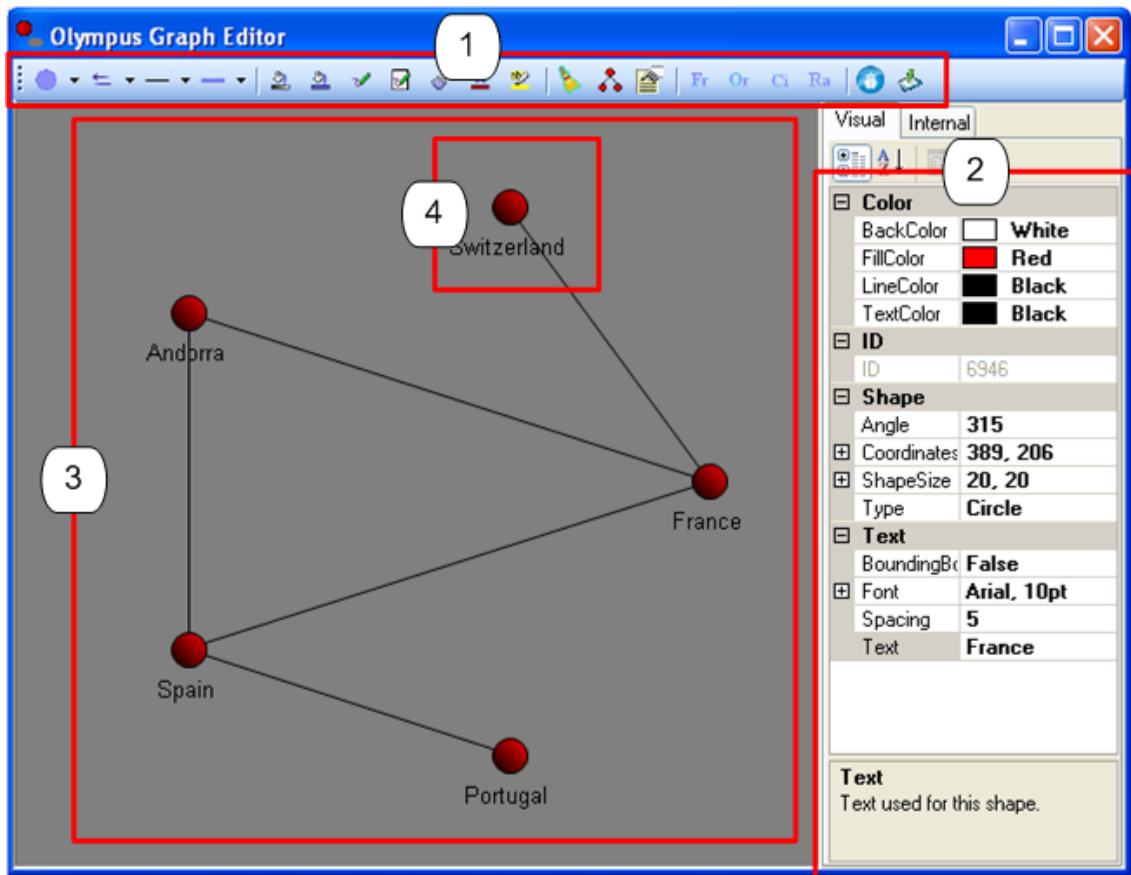 Olympus Graph Editor
1
Fr Or Ci Ra
Visual Internal
2
4
Switzerland
Andorra
3
France
Spain
Portugal
Color
BackColor White
FillColor Red
LineColor Black
TextColor Black
ID
ID 6946
Shape
Angle 315
Coordinates 389, 206
ShapeSize 20, 20
Type Circle
Text
BoundingBo False
Font Arial, 10pt
Spacing 5
Text France
Text
Text used for this shape.